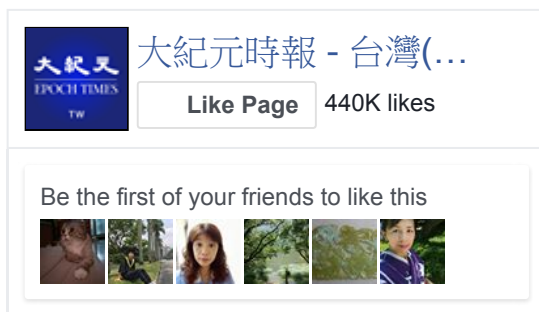 大紀元時報 - 台灣(...
大紀元
EPOCH TIMES
TW
Like Page
440K likes
Be the first of your friends to like this